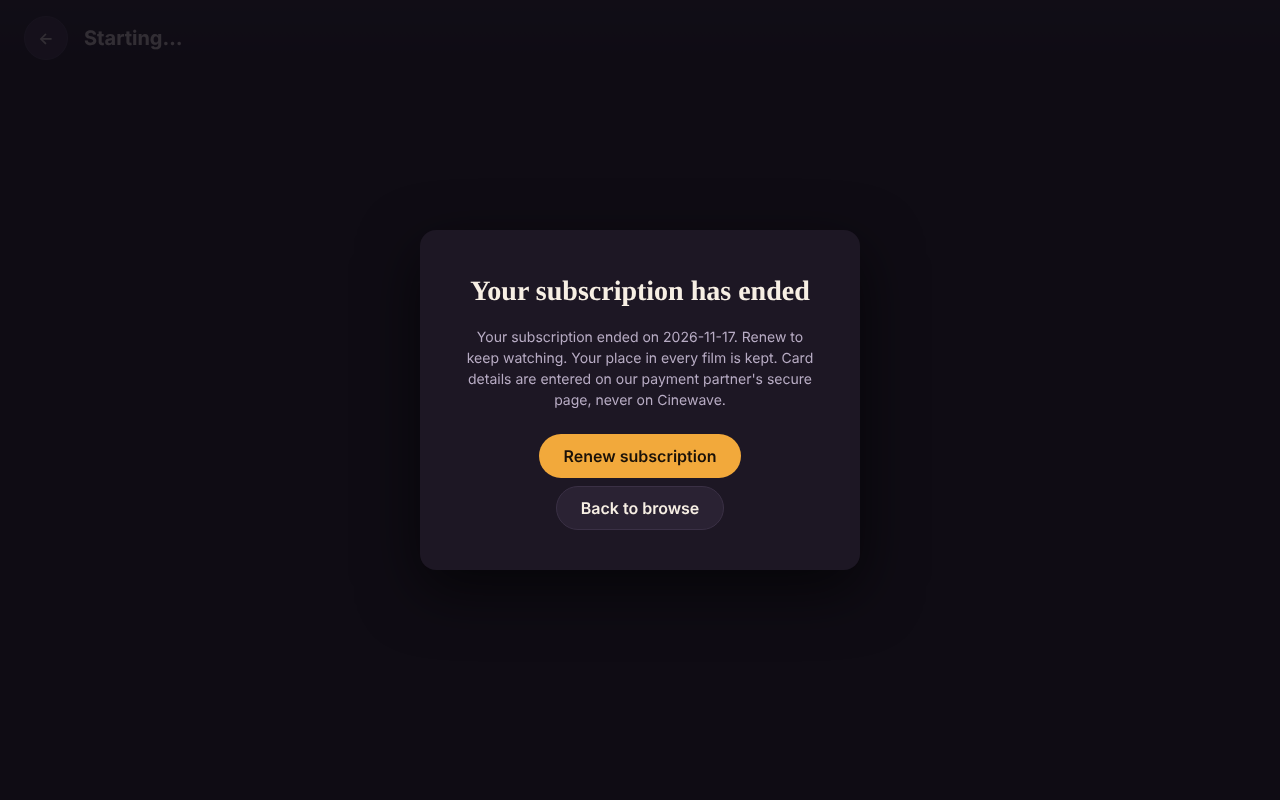 Starting...
Your subscription has ended
Your subscription ended on 2026-11-17. Renew to
keep watching. Your place in every film is kept. Card
details are entered on our payment partner's secure
page, never on Cinewave.
Renew subscription
Back to browse